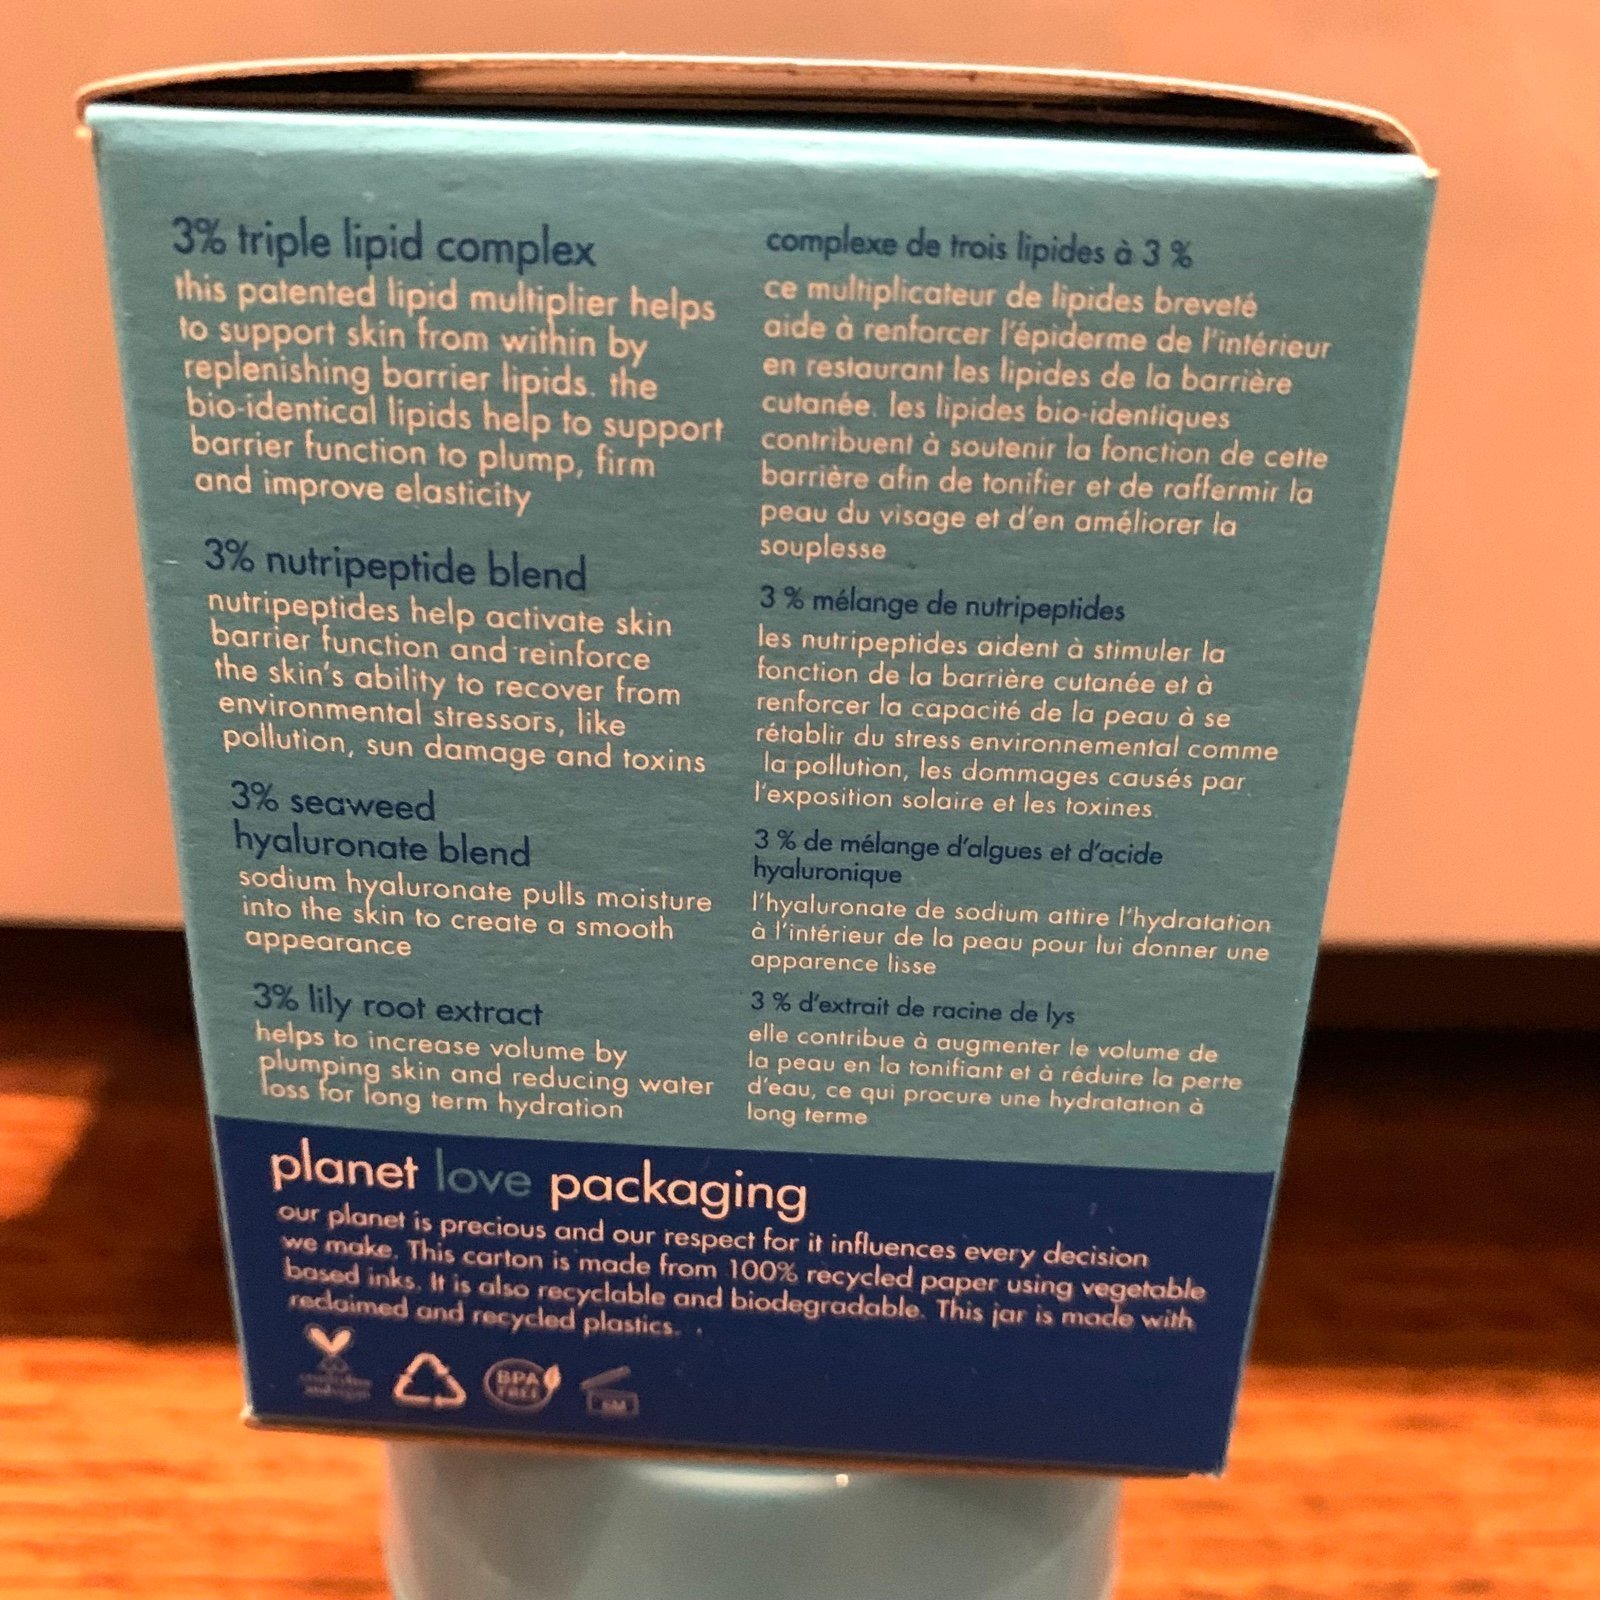 3% triple lipid complex
this patented lipid multiplier helps
to support skin from within by
replenishing barrier lipids. the
bio-identical lipids help to support
barrier function to plump, firm
and improve elasticity
3% nutripeptide blend
nutripeptides help activate skin
barrier function and reinforce
the skin's ability to recover from
environmental stressors, like
pollution, sun damage and toxins
3% seaweed
hyaluronate blend
sodium hyaluronate pulls moisture
into the skin to create a smooth
appearance
3% lily root extract
helps to increase volume by
plumping skin and reducing water
loss for long term hydration
complexe de trois lipides à 3 %
ce multiplicateur de lipides breveté
aide à renforcer l'épiderme de l'intérieur
en restaurant les lipides de la barrière
cutanée. les lipides bio-identiques
contribuent à soutenir la fonction de cette
barrière afin de tonifier et de raffermir la
peau du visage et d'en améliorer la
souplesse
3 % mélange de nutripeptides
les nutripeptides aident à stimuler la
fonction de la barrière cutanée et à
renforcer la capacité de la peau à se
rétablir du stress environnemental comme
la pollution, les dommages causés par
l'exposition solaire et les toxines.
3 % de mélange d'algues et d'acide
hyaluronique
l'hyaluronate de sodium attire l'hydratation
à l'intérieur de la peau pour lui donner une
apparence lisse
3 % d'extrait de racine de lys
elle contribue à augmenter le volume de
la peau en la tonifiant et à réduire la perte
d'eau, ce qui procure une hydratation à
long terme
planet love packaging
our planet is precious and our respect for it influences every decision
we make. This carton is made from 100% recycled paper using vegetable
based inks. It is also recyclable and biodegradable. This jar is made with
reclaimed and recycled plastics.
BPA
FREE
6M